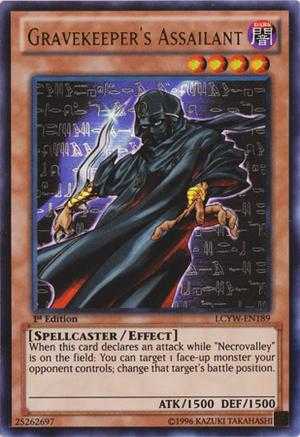 GRAVEKEEPER'S ASSAILANT
DARK
闇
1st Edition
LCYW-EN189
[SPELLCASTER / EFFECT]
When this card declares an attack while "Necrovalley"
is on the field: You can target 1 face-up monster your
opponent controls; change that target's battle position.
ATK/1500 DEF/1500
25262697
©1996 KAZUKI TAKAHASHI